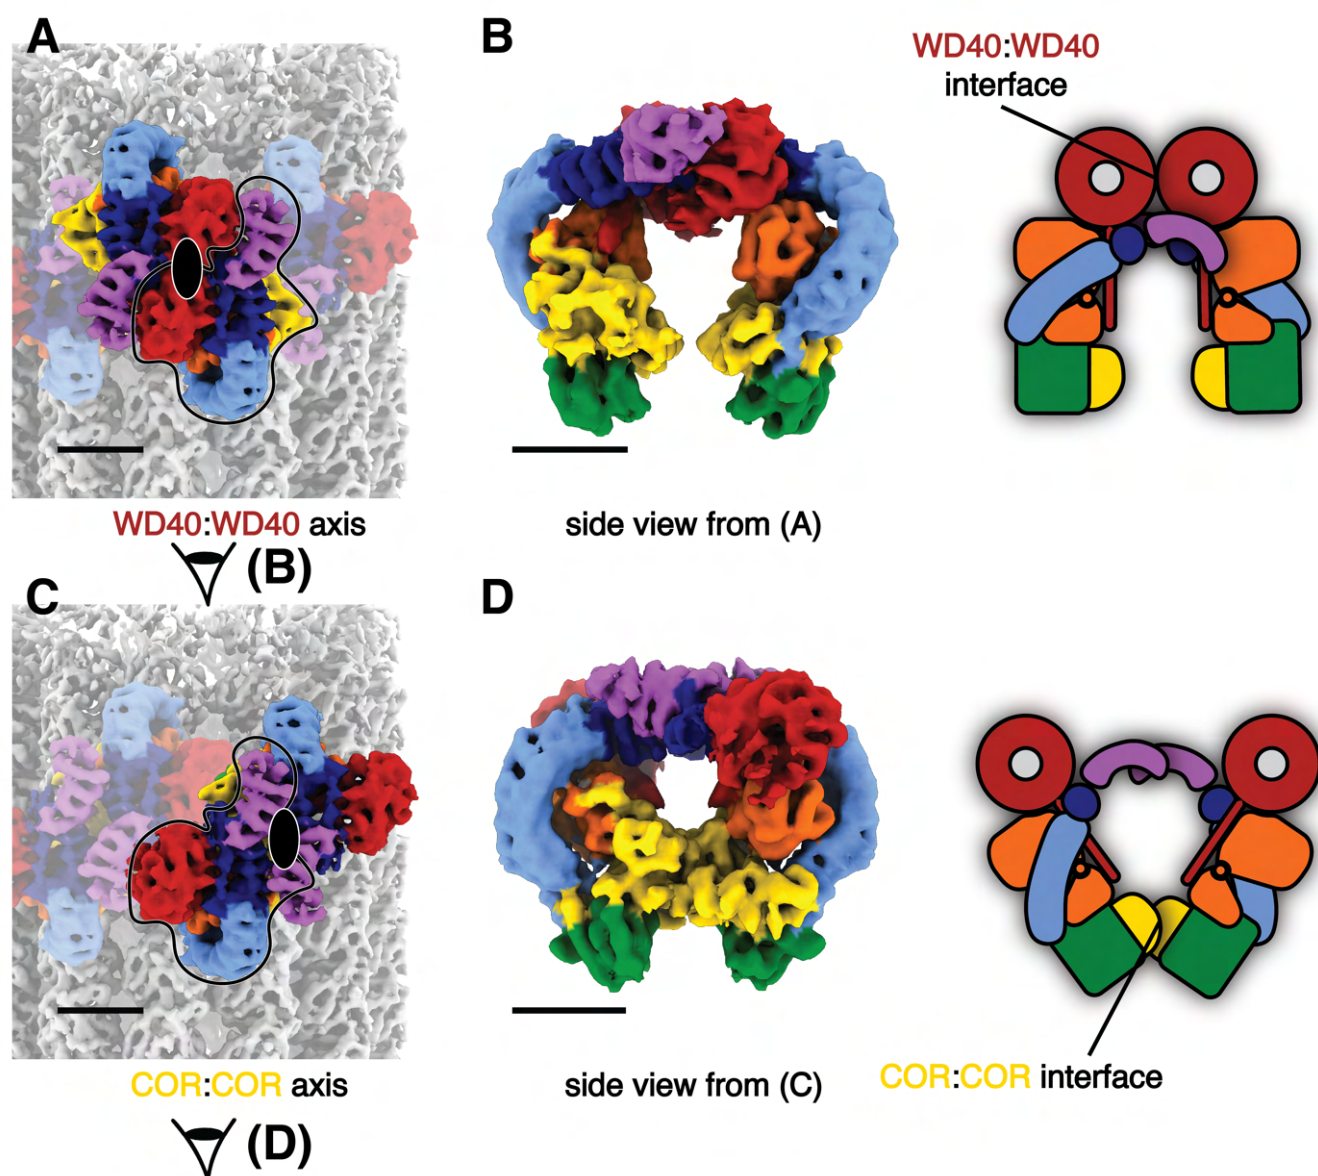 A
B
WD40:WD40
interface
WD40:WD40 axis
(B)
side view from (A)
C
D
COR:COR axis
(D)
side view from (C)
COR:COR interface